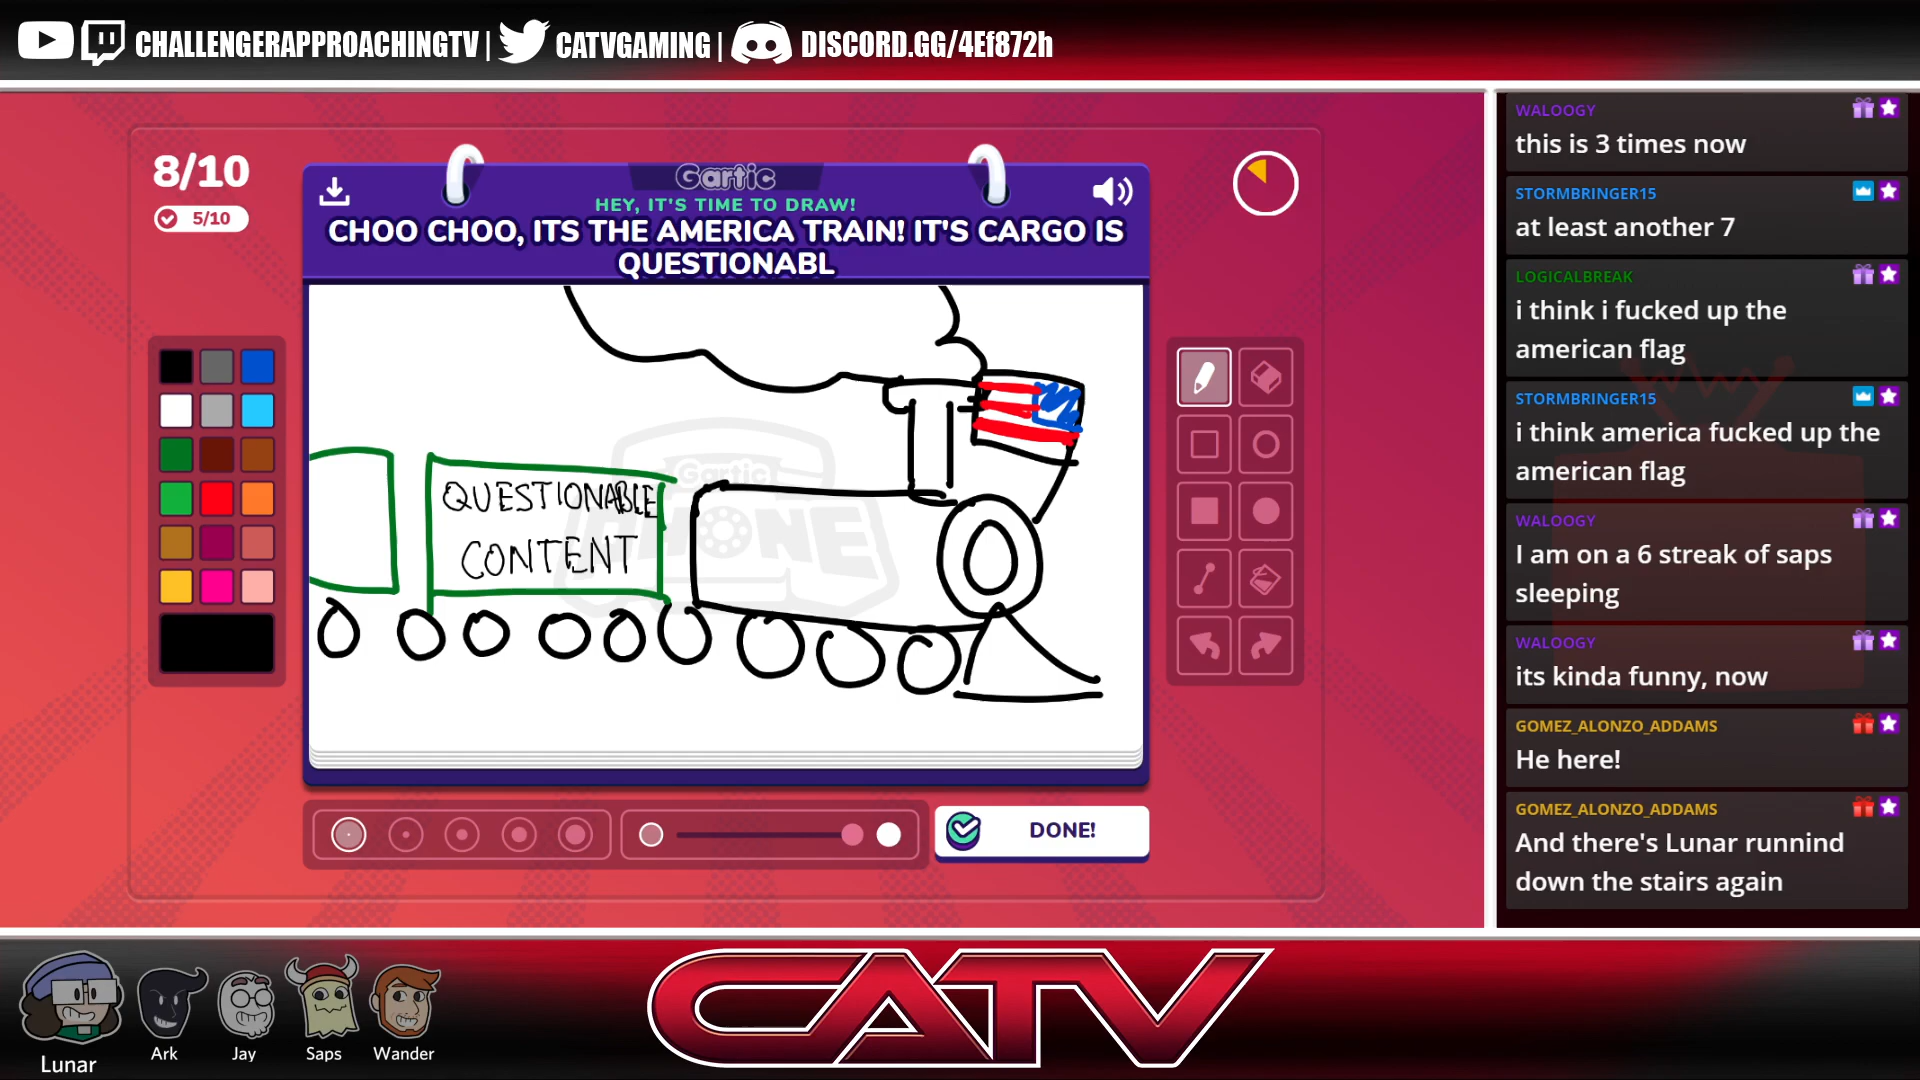 CHALLENGERAPPROACHINGTV | CATVGAMING | DISCORD.GG/4Ef872h
8/10
5/10
Gartic
HEY, IT'S TIME TO DRAW!
CHOO CHOO, ITS THE AMERICA TRAIN! IT'S CARGO IS
QUESTIONABL
Gartic
PHONE
QUESTIONABLE
CONTENT
DONE!
WALOOGY
this is 3 times now
STORMBRINGER15
at least another 7
LOGICALBREAK
i think i fucked up the
american flag
STORMBRINGER15
i think america fucked up the
american flag
WALOOGY
I am on a 6 streak of saps
sleeping
WALOOGY
its kinda funny, now
GOMEZ_ALONZO_ADDAMS
He here!
GOMEZ_ALONZO_ADDAMS
And there's Lunar runnind
down the stairs again
Lunar
Ark
Jay
Saps
Wander
CATV